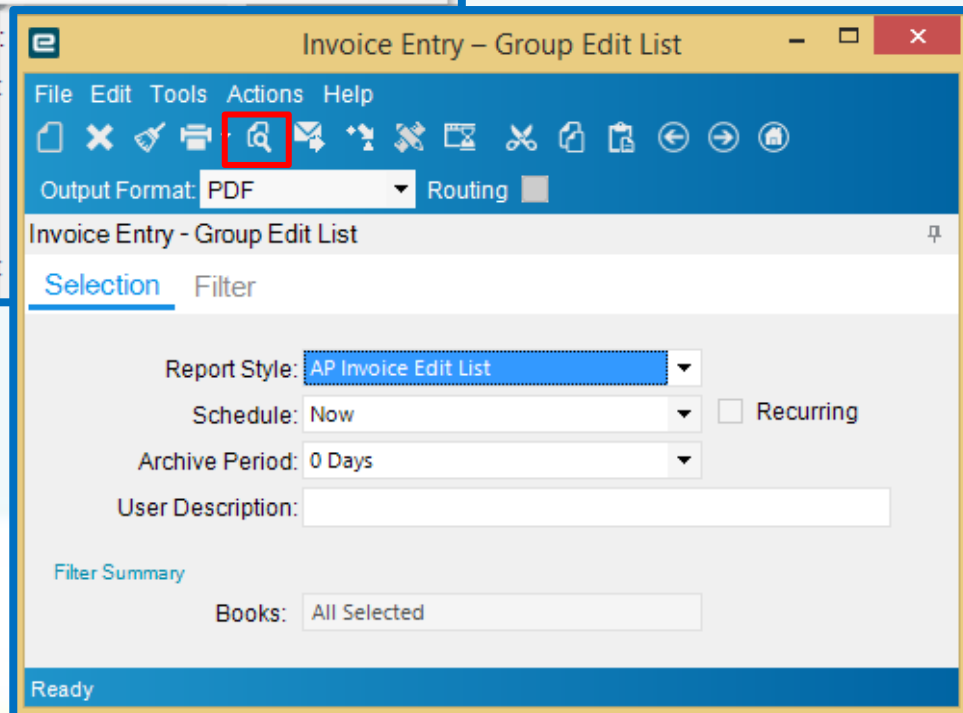 Invoice Entry – Group Edit List
File Edit Tools Actions Help
Output Format: PDF Routing
Invoice Entry - Group Edit List
Selection Filter
Report Style: AP Invoice Edit List
Schedule: Now Recurring
Archive Period: 0 Days
User Description:
Filter Summary
Books: All Selected
Ready